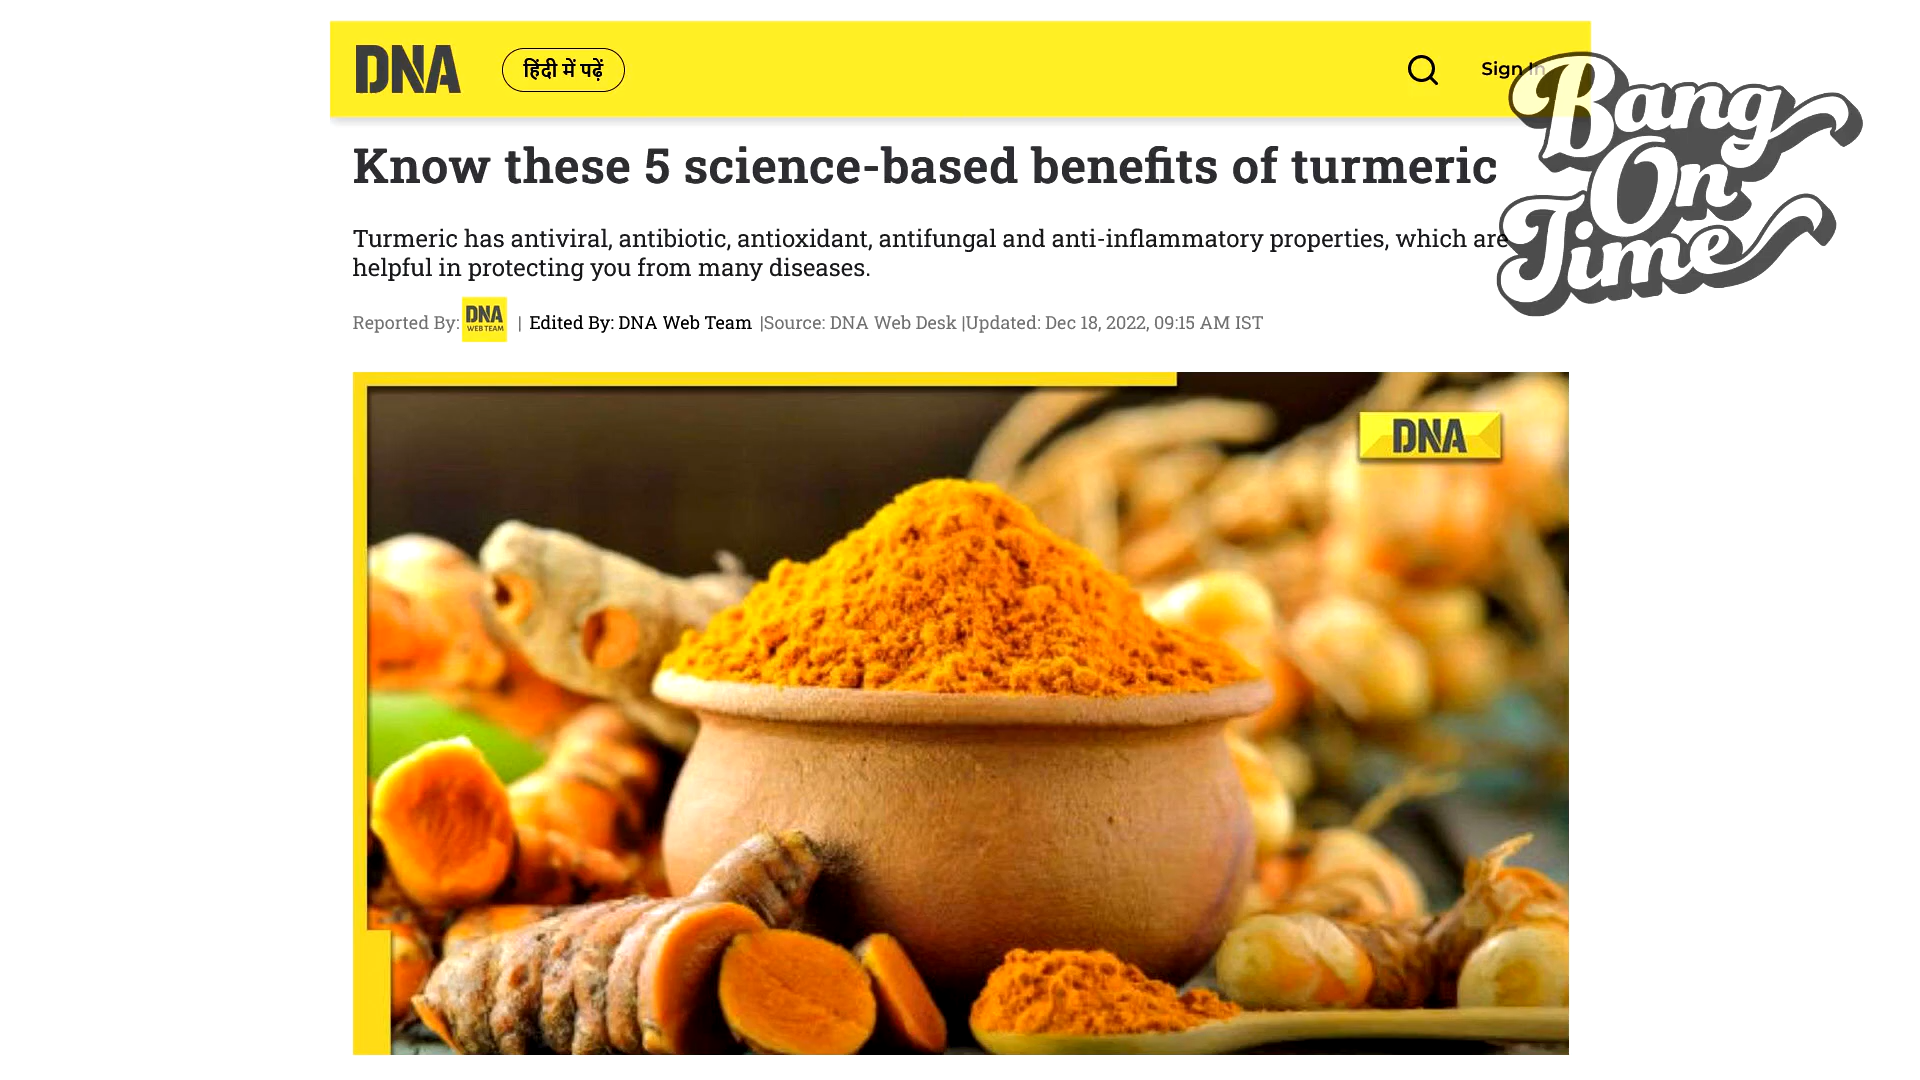 DNA
हिंदी में पढ़ें
Sign In
Bang
On
Time
Know these 5 science-based benefits of turmeric
Turmeric has antiviral, antibiotic, antioxidant, antifungal and anti-inflammatory properties, which are
helpful in protecting you from many diseases.
Reported By: DNA WEB TEAM | Edited By: DNA Web Team |Source: DNA Web Desk |Updated: Dec 18, 2022, 09:15 AM IST
DNA